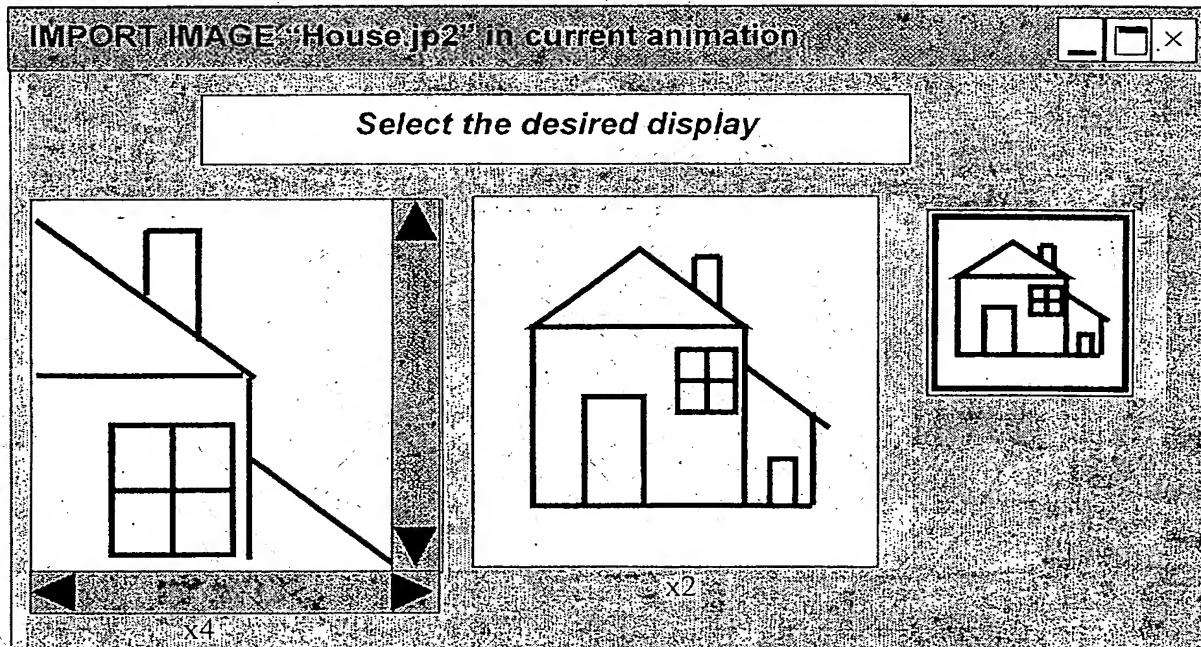 IMPORT IMAGE “House.jp2” in current animation
Select the desired display
x4
x2